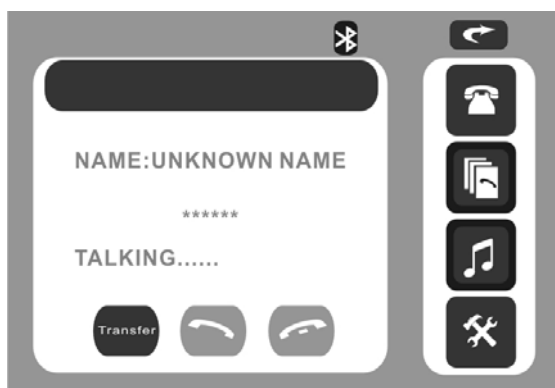 NAME:UNKNOWN NAME
******
TALKING......
Transfer